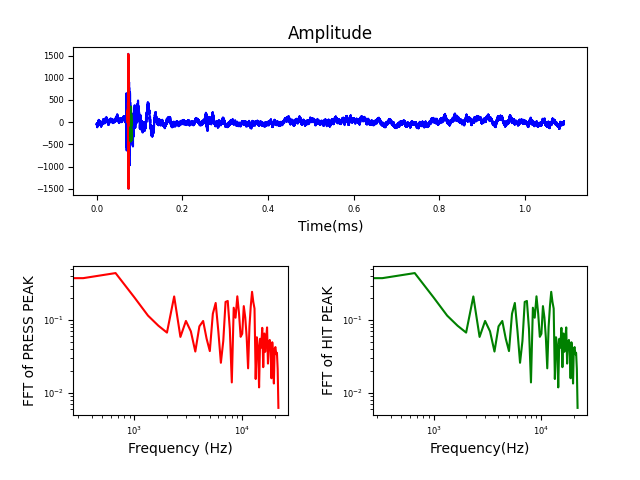 Amplitude
1500
1000
500
0
−500
−1000
−1500
0.0 0.2 0.4 0.6 0.8 1.0
Time(ms)
FFT of PRESS PEAK
10⁻¹
10⁻²
10³ 10⁴
Frequency (Hz)
FFT of HIT PEAK
10⁻¹
10⁻²
10³ 10⁴
Frequency(Hz)